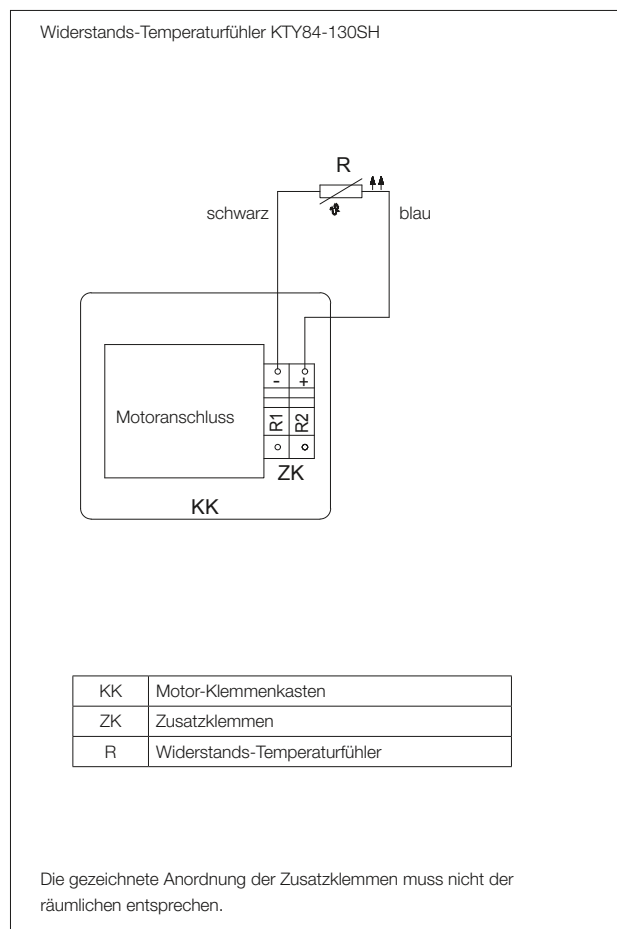 Widerstands-Temperaturfühler KTY84-130SH
R
ϑ
schwarz
blau
- +
Motoranschluss
R1 R2
ZK
KK
KK Motor-Klemmenkasten
ZK Zusatzklemmen
R Widerstands-Temperaturfühler
Die gezeichnete Anordnung der Zusatzklemmen muss nicht der
räumlichen entsprechen.